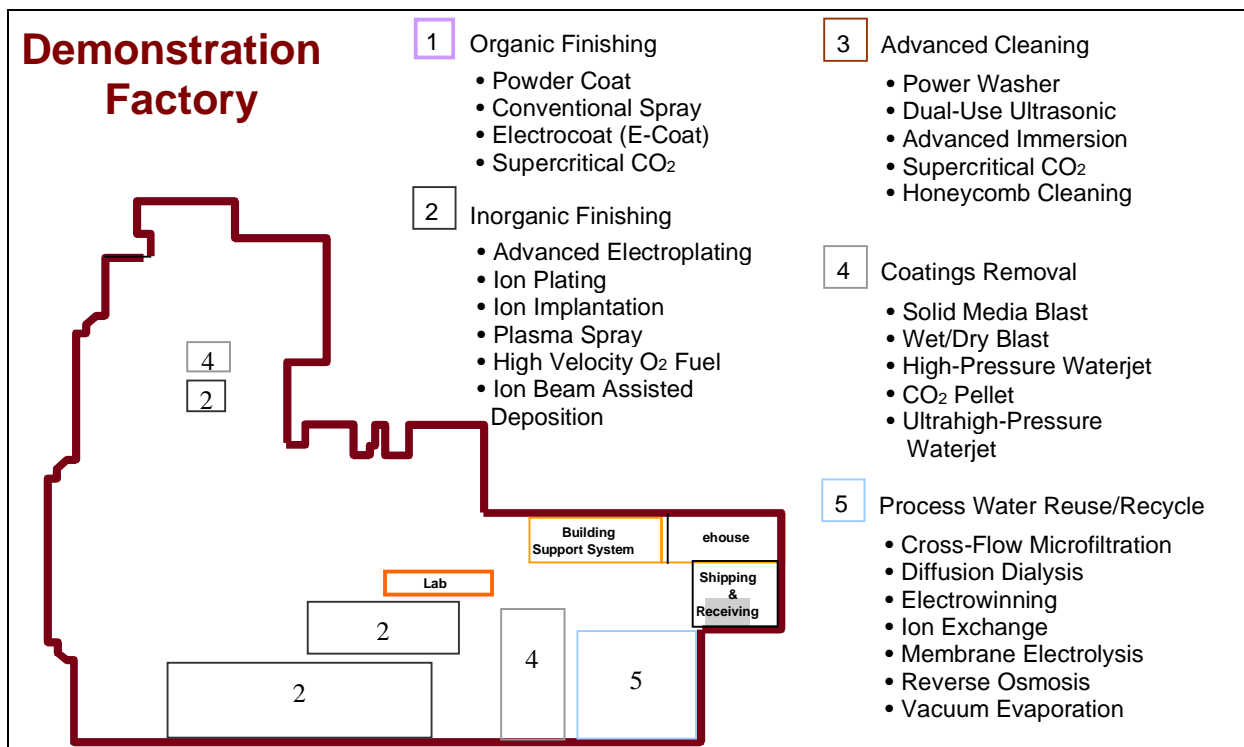 Demonstration
Factory
1 Organic Finishing
• Powder Coat
• Conventional Spray
• Electrocoat (E-Coat)
• Supercritical CO2
2 Inorganic Finishing
• Advanced Electroplating
• Ion Plating
• Ion Implantation
• Plasma Spray
• High Velocity O2 Fuel
• Ion Beam Assisted
Deposition
3 Advanced Cleaning
• Power Washer
• Dual-Use Ultrasonic
• Advanced Immersion
• Supercritical CO2
• Honeycomb Cleaning
4 Coatings Removal
• Solid Media Blast
• Wet/Dry Blast
• High-Pressure Waterjet
• CO2 Pellet
• Ultrahigh-Pressure
Waterjet
5 Process Water Reuse/Recycle
• Cross-Flow Microfiltration
• Diffusion Dialysis
• Electrowinning
• Ion Exchange
• Membrane Electrolysis
• Reverse Osmosis
• Vacuum Evaporation
4
2
Building
Support System
ehouse
Lab
Shipping
&
Receiving
2
4
5
2